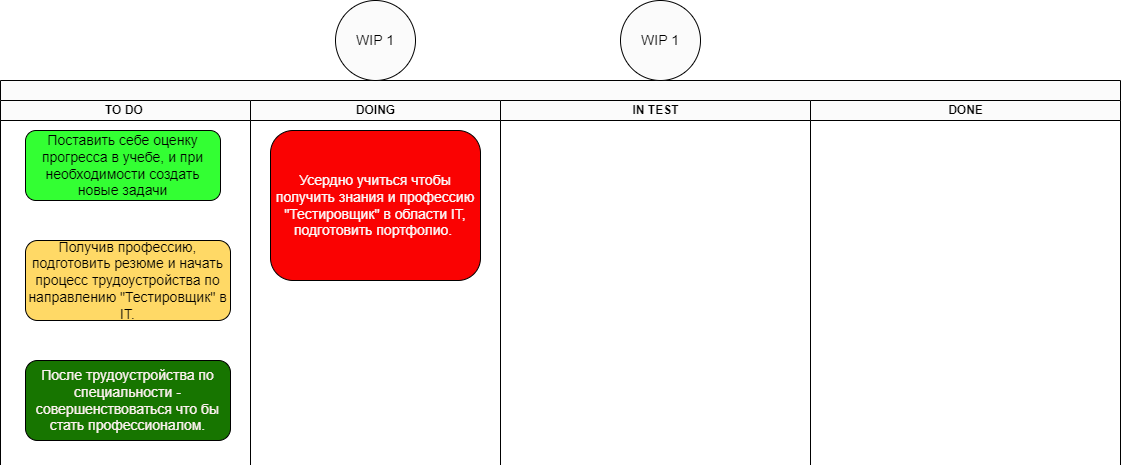 WIP 1
WIP 1
TO DO
DOING
IN TEST
DONE
Поставить себе оценку
прогресса в учебе, и при
необходимости создать
новые задачи
Получив профессию,
подготовить резюме и начать
процесс трудоустройства по
направлению "Тестировщик" в
IT.
После трудоустройства по
специальности -
совершенствоваться что бы
стать профессионалом.
Усердно учиться чтобы
получить знания и профессию
"Тестировщик" в области IT,
подготовить портфолио.